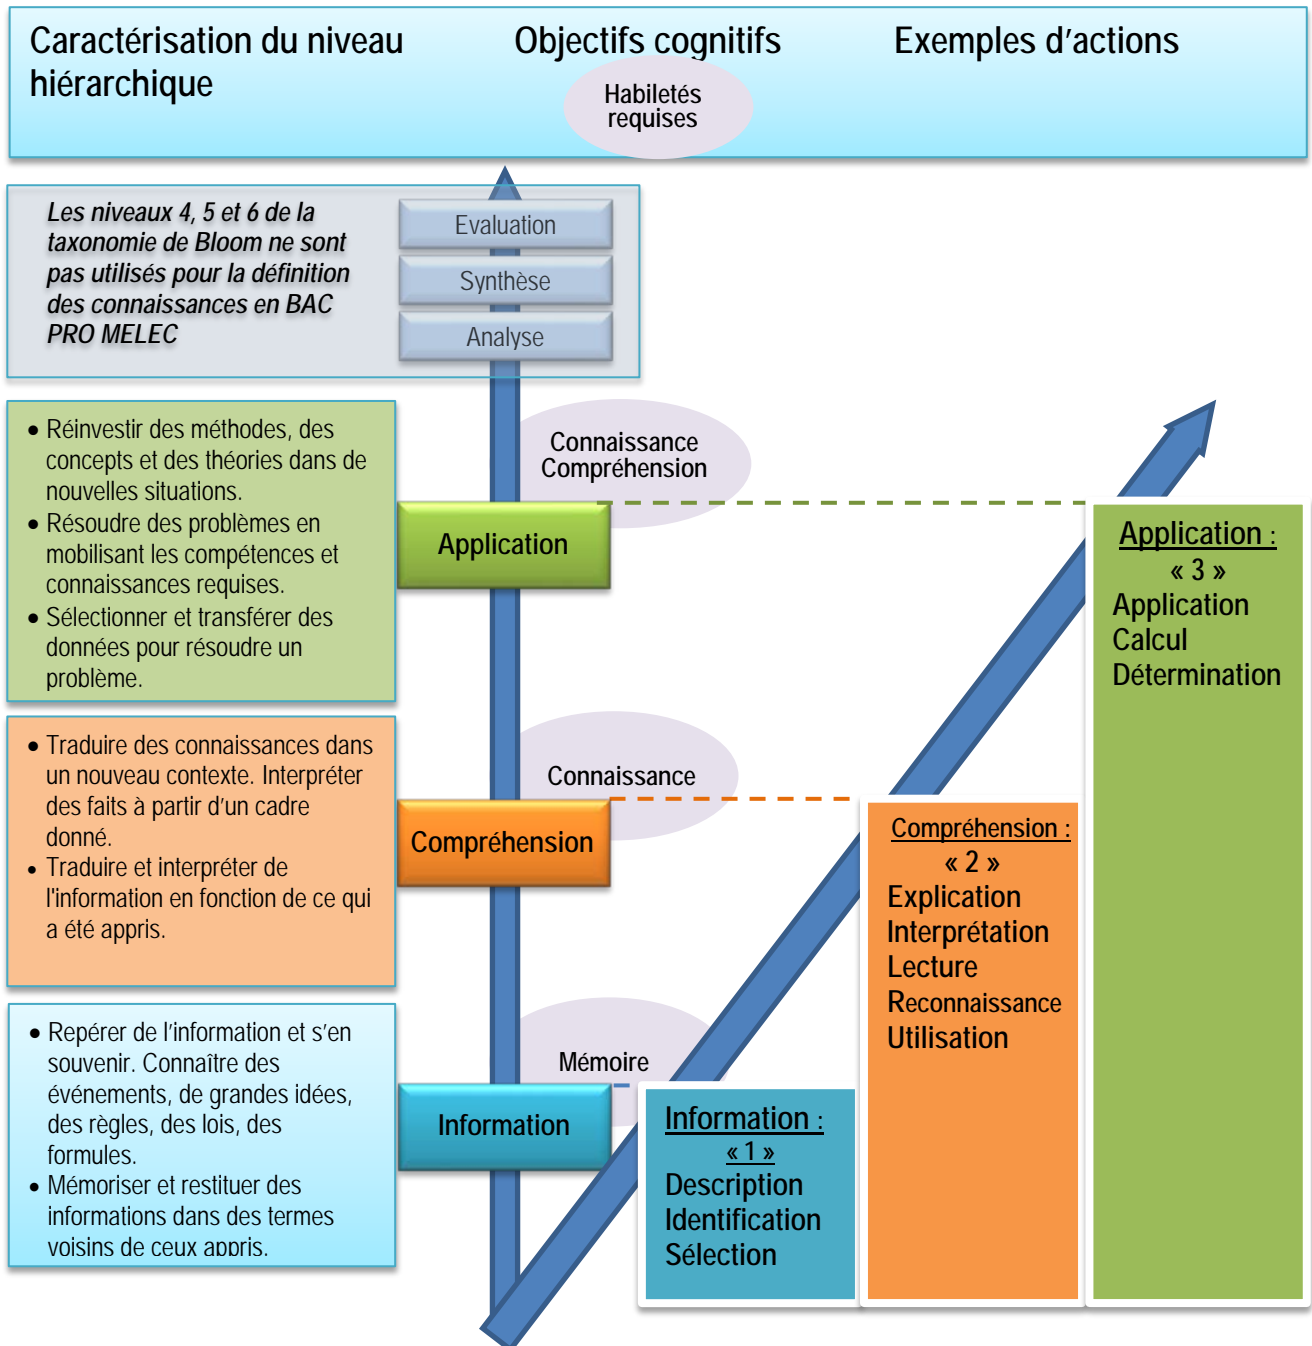 Caractérisation du niveau
hiérarchique
Objectifs cognitifs
Exemples d'actions
Habiletés
requises
Les niveaux 4, 5 et 6 de la
taxonomie de Bloom ne sont
pas utilisés pour la définition
des connaissances en BAC
PRO MELEC
Evaluation
Synthèse
Analyse
• Réinvestir des méthodes, des
concepts et des théories dans de
nouvelles situations.
• Résoudre des problèmes en
mobilisant les compétences et
connaissances requises.
• Sélectionner et transférer des
données pour résoudre un
problème.
Connaissance
Compréhension
Application
Application :
« 3 »
Application
Calcul
Détermination
• Traduire des connaissances dans
un nouveau contexte. Interpréter
des faits à partir d’un cadre
donné.
• Traduire et interpréter de
l'information en fonction de ce qui
a été appris.
Connaissance
Compréhension
Compréhension :
« 2 »
Explication
Interprétation
Lecture
Reconnaissance
Utilisation
• Repérer de l’information et s’en
souvenir. Connaître des
événements, de grandes idées,
des règles, des lois, des
formules.
• Mémoriser et restituer des
informations dans des termes
voisins de ceux appris.
Mémoire
Information
Information :
« 1 »
Description
Identification
Sélection